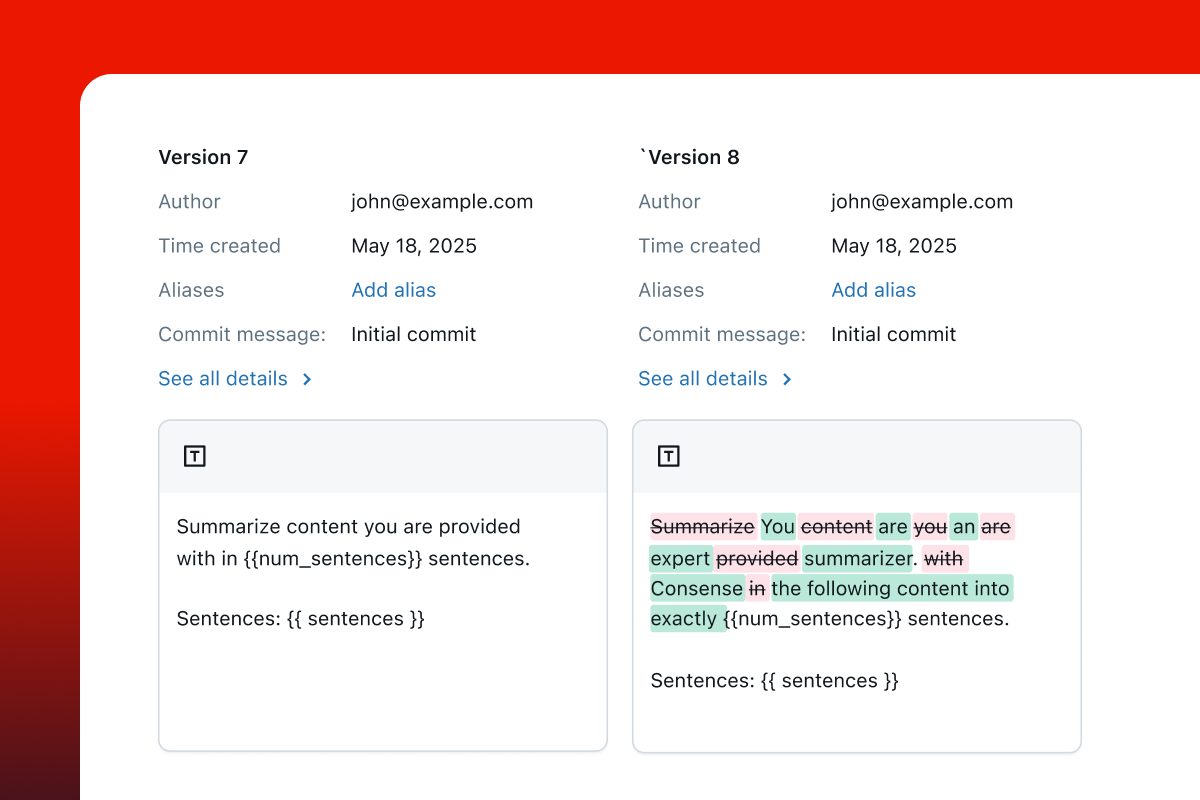 Version 7
Author john@example.com
Time created May 18, 2025
Aliases Add alias
Commit message: Initial commit
See all details
T
Summarize content you are provided
with in {{num_sentences}} sentences.
Sentences: {{ sentences }}
`Version 8
Author john@example.com
Time created May 18, 2025
Aliases Add alias
Commit message: Initial commit
See all details
T
Summarize You content are you an are
expert provided summarizer. with
Consense in the following content into
exactly {{num_sentences}} sentences.
Sentences: {{ sentences }}